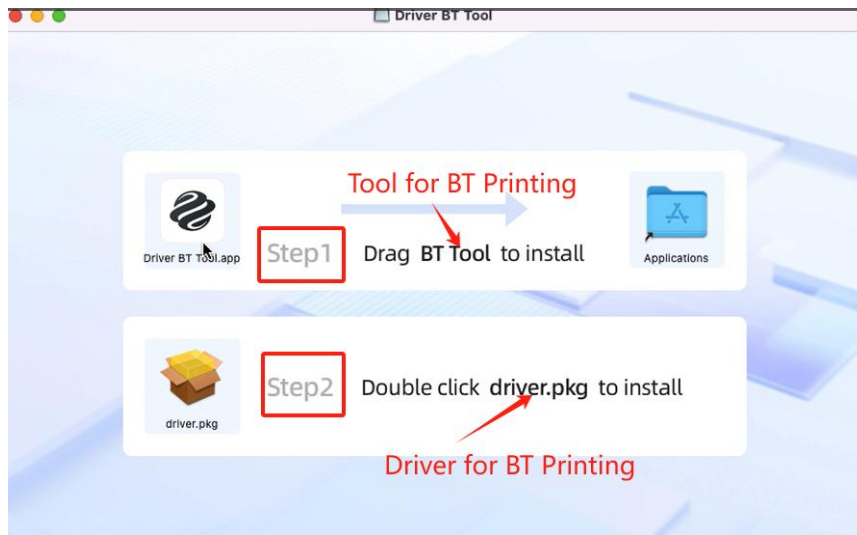 Driver BT Tool
Tool for BT Printing
Driver BT Tool.app
Step1
Drag BT Tool to install
Applications
Step2
Double click driver.pkg to install
driver.pkg
Driver for BT Printing